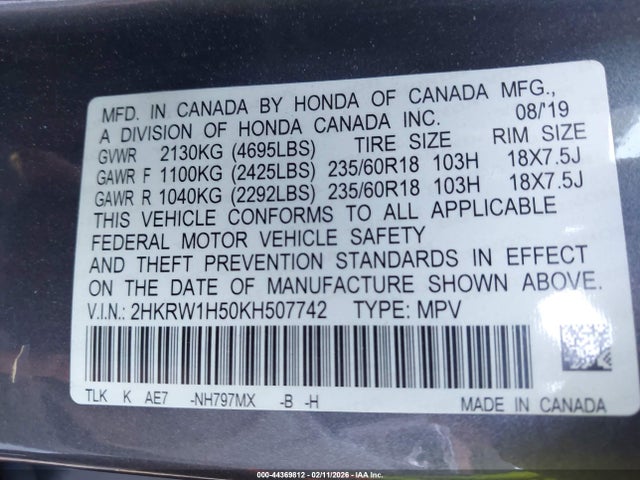 MFD. IN CANADA BY HONDA OF CANADA MFG.,
A DIVISION OF HONDA CANADA INC. 08/'19
GVWR 2130KG (4695LBS) TIRE SIZE RIM SIZE
GAWR F 1100KG (2425LBS) 235/60R18 103H 18X7.5J
GAWR R 1040KG (2292LBS) 235/60R18 103H 18X7.5J
THIS VEHICLE CONFORMS TO ALL APPLICABLE
FEDERAL MOTOR VEHICLE SAFETY
AND THEFT PREVENTION STANDARDS IN EFFECT
ON THE DATE OF MANUFACTURE SHOWN ABOVE.
V.I.N.: 2HKRW1H50KH507742 TYPE: MPV
TLK K AE7 -NH797MX -B -H MADE IN CANADA
000-44369812 | 02/11/2026 - IAA Inc.